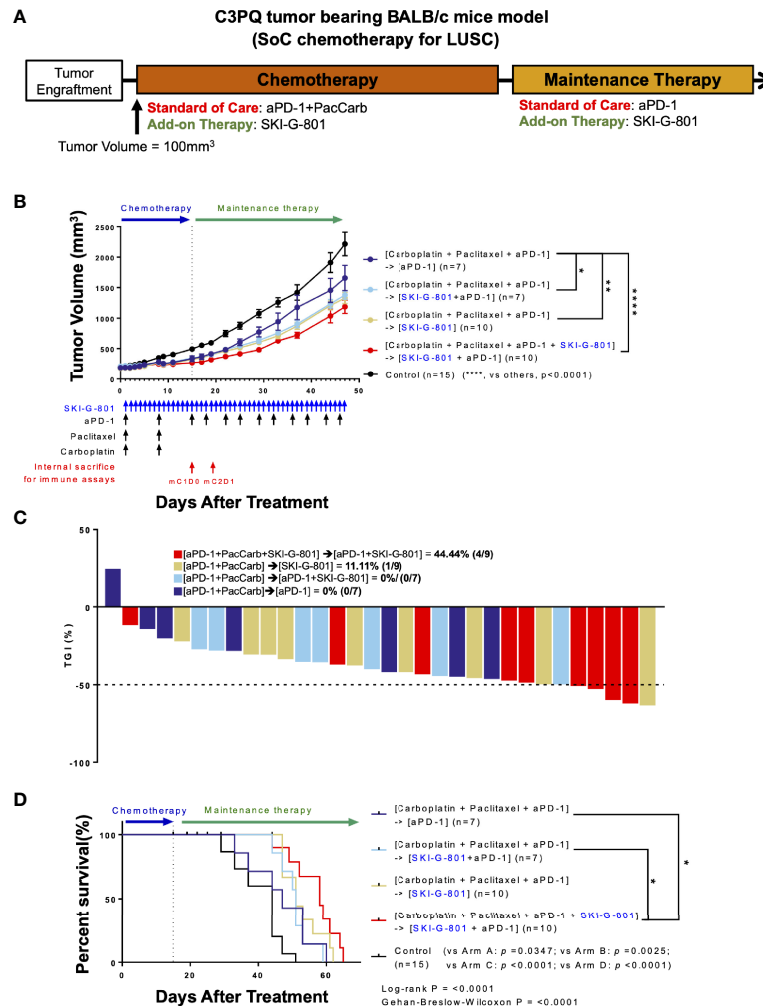 A
C3PQ tumor bearing BALB/c mice model
(SoC chemotherapy for LUSC)
Tumor
Engraftment
Chemotherapy
Maintenance Therapy
Standard of Care: aPD-1+PacCarb
Add-on Therapy: SKI-G-801
Standard of Care: aPD-1
Add-on Therapy: SKI-G-801
Tumor Volume = 100mm³
B
Chemotherapy
Maintenance therapy
Tumor Volume (mm³)
2500
2000
1500
1000
500
0
0
10
20
30
40
50
[Carboplatin + Paclitaxel + aPD-1]
-> [aPD-1] (n=7)
[Carboplatin + Paclitaxel + aPD-1]
-> [SKI-G-801+aPD-1] (n=7)
[Carboplatin + Paclitaxel + aPD-1]
-> [SKI-G-801] (n=10)
[Carboplatin + Paclitaxel + aPD-1 + SKI-G-801]
-> [SKI-G-801 + aPD-1] (n=10)
Control (n=15) (****, vs others, p<0.0001)
*
**
****
SKI-G-801
aPD-1
Paclitaxel
Carboplatin
Internal sacrifice
for immune assays
mC1D0 mC2D1
Days After Treatment
C
50
0
-50
-100
TGI (%)
[aPD-1+PacCarb+SKI-G-801] ➔[aPD-1+SKI-G-801] = 44.44% (4/9)
[aPD-1+PacCarb] ➔[SKI-G-801] = 11.11% (1/9)
[aPD-1+PacCarb] ➔[aPD-1+SKI-G-801] = 0%/(0/7)
[aPD-1+PacCarb]➔[aPD-1] = 0% (0/7)
D
Chemotherapy
Maintenance therapy
Percent survival(%)
100
50
0
0
20
40
60
Days After Treatment
[Carboplatin + Paclitaxel + aPD-1]
-> [aPD-1] (n=7)
[Carboplatin + Paclitaxel + aPD-1]
-> [SKI-G-801+aPD-1] (n=7)
[Carboplatin + Paclitaxel + aPD-1]
-> [SKI-G-801] (n=10)
[Carboplatin + Paclitaxel + aPD-1 + SKI-G-801]
-> [SKI-G-801 + aPD-1] (n=10)
*
*
Control (vs Arm A: p =0.0347; vs Arm B: p =0.0025;
(n=15) vs Arm C: p <0.0001; vs Arm D: p <0.0001)
Log-rank P = <0.0001
Gehan-Breslow-Wilcoxon P = <0.0001